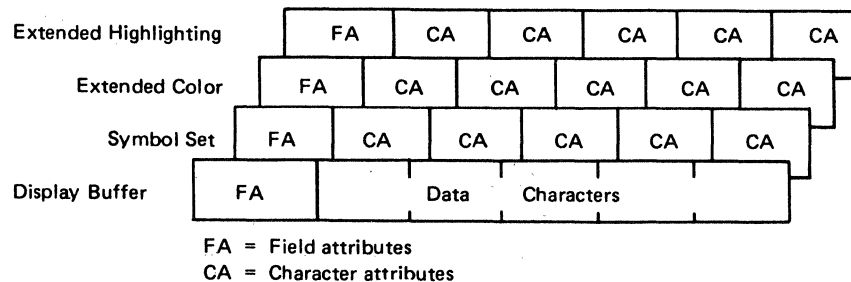 Extended Highlighting FA CA CA CA CA CA
Extended Color FA CA CA CA CA CA
Symbol Set FA CA CA CA CA CA
Display Buffer FA Data Characters
FA = Field attributes
CA = Character attributes